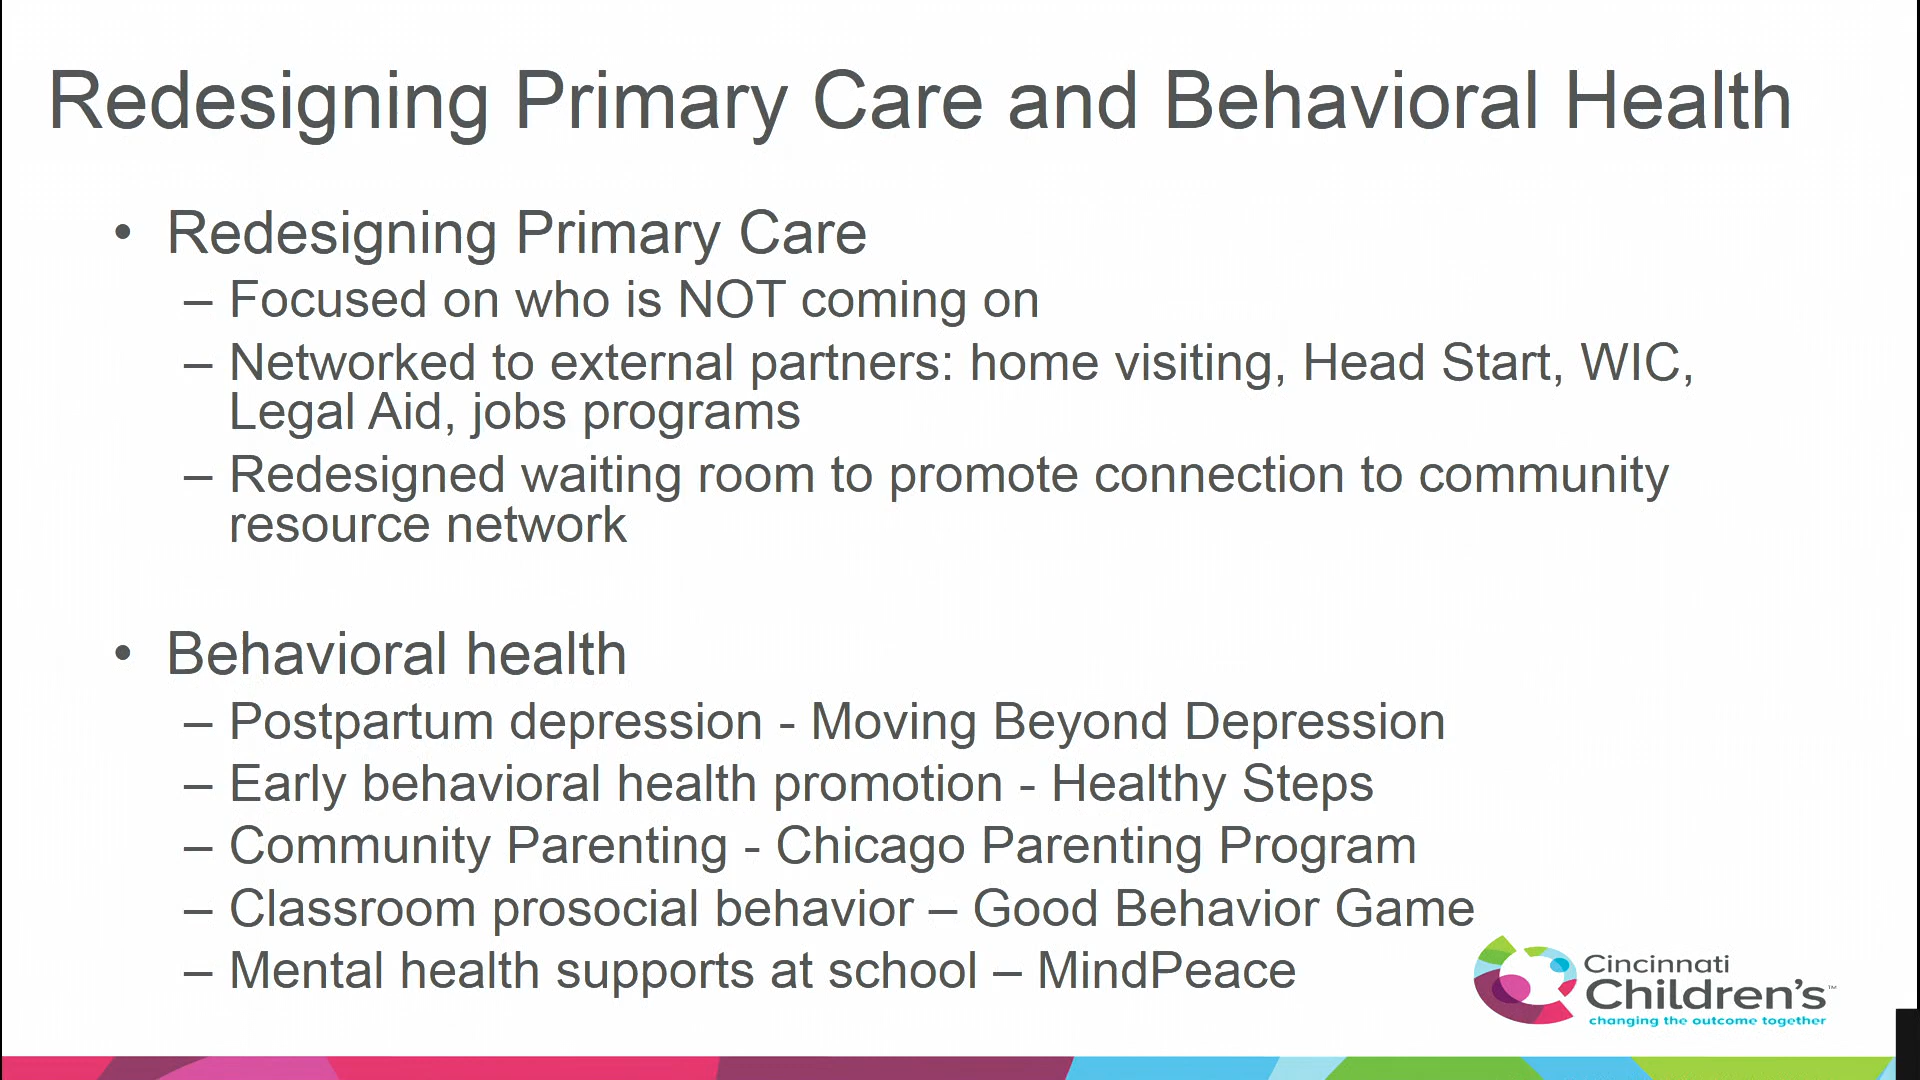 Redesigning Primary Care and Behavioral Health
• Redesigning Primary Care
– Focused on who is NOT coming on
– Networked to external partners: home visiting, Head Start, WIC,
Legal Aid, jobs programs
– Redesigned waiting room to promote connection to community
resource network
• Behavioral health
– Postpartum depression - Moving Beyond Depression
– Early behavioral health promotion - Healthy Steps
– Community Parenting - Chicago Parenting Program
– Classroom prosocial behavior – Good Behavior Game
– Mental health supports at school – MindPeace
Cincinnati
Children's™
changing the outcome together